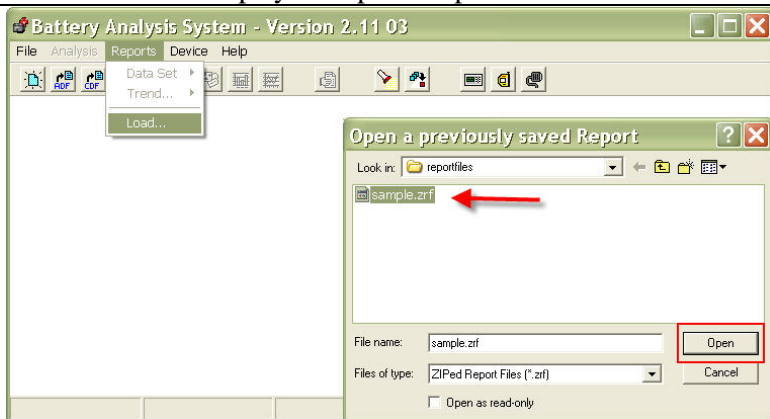 Battery Analysis System - Version 2.11 03
File Analysis Reports Device Help
ADF CDF
Data Set
Trend...
Load...
Open a previously saved Report
Look in: reportfiles
sample.zrf
File name: sample.zrf Open
Files of type: ZIPed Report Files (*.zrf) Cancel
Open as read-only